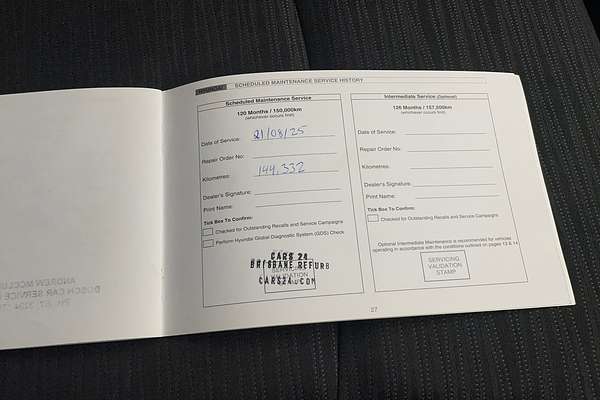 HYUNDAI SCHEDULED MAINTENANCE SERVICE HISTORY
Scheduled Maintenance Service
120 Months / 150,000km
(whichever occurs first)
Date of Service: 21/08/25
Repair Order No:
Kilometres: 144,332
Dealer's Signature:
Print Name:
Tick Box To Confirm:
Checked for Outstanding Recalls and Service Campaigns
Perform Hyundai Global Diagnostic System (GDS) Check
CARS 24
BRISBANE REFURB
SERVICING
VALIDATION
CARS24.COM
Intermediate Service (Optional)
126 Months / 157,500km
(whichever occurs first)
Date of Service:
Repair Order No:
Kilometres:
Dealer's Signature:
Print Name:
Tick Box To Confirm:
Checked for Outstanding Recalls and Service Campaigns
Optional Intermediate Maintenance is recommended for vehicles
operating in accordance with the conditions outlined on pages 13 & 14
SERVICING
VALIDATION
STAMP
27